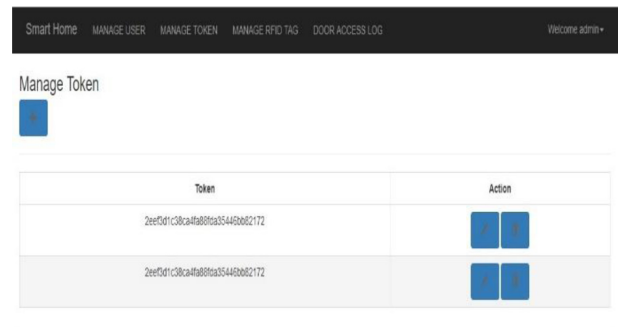 Smart Home MANAGE USER MANAGE TOKEN MANAGE RFID TAG DOOR ACCESS LOG Welcome admin
Manage Token
Token Action
2eef3d1c38ca4fa88fda35446bb82172
2eef3d1c38ca4fa88fda35446bb82172